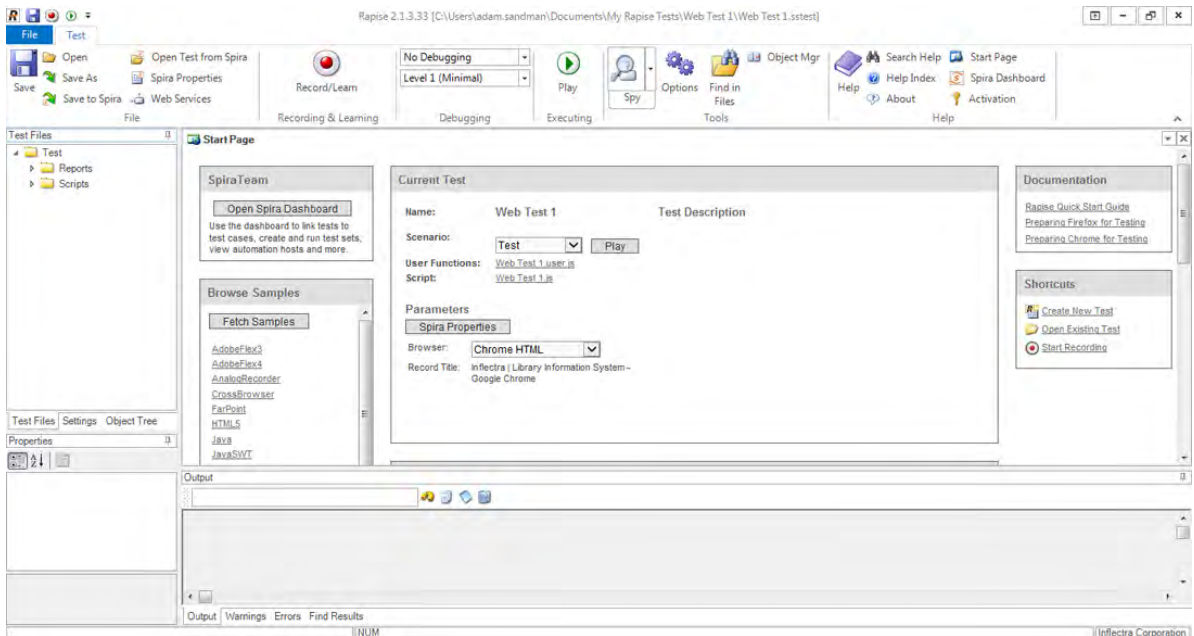 Rapise 2.1.3.33 [C:\Users\adam.sandman\Documents\My Rapise Tests\Web Test 1\Web Test 1.sstest]
File Test
Save
Open
Save As
Save to Spira
Open Test from Spira
Spira Properties
Web Services
File
Record/Learn
Recording & Learning
No Debugging
Level 1 (Minimal)
Debugging
Play
Executing
Spy
Options
Find in
Files
Object Mgr
Tools
Help
Search Help
Help Index
About
Start Page
Spira Dashboard
Activation
Help
Test Files
Test
Reports
Scripts
Test Files Settings Object Tree
Properties
Start Page
SpiraTeam
Open Spira Dashboard
Use the dashboard to link tests to
test cases, create and run test sets,
view automation hosts and more.
Browse Samples
Fetch Samples
AdobeFlex3
AdobeFlex4
AnalogRecorder
CrossBrowser
FarPoint
HTML5
Java
JavaSWT
Current Test
Name: Web Test 1 Test Description
Scenario: Test Play
User Functions: Web Test 1.user.js
Script: Web Test 1.js
Parameters
Spira Properties
Browser: Chrome HTML
Record Title: Inflectra | Library Information System -
Google Chrome
Documentation
Rapise Quick Start Guide
Preparing Firefox for Testing
Preparing Chrome for Testing
Shortcuts
Create New Test
Open Existing Test
Start Recording
Output
Output Warnings Errors Find Results
NUM
Inflectra Corporation